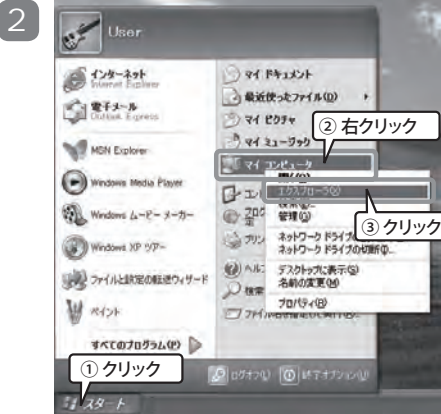 2
User
インターネット
Internet Explorer
電子メール
Outlook Express
MSN Explorer
Windows Media Player
Windows ムービー メーカー
Windows XP ツアー
ファイルと設定の転送ウィザード
ペイント
すべてのプログラム(P)
① クリック
スタート
マイ ドキュメント
最近使ったファイル(D)
マイ ピクチャ
② 右クリック
マイ ミュージック
マイ コンピュータ
エクスプローラ(X)
管理(G)
③ クリック
ネットワーク ドライブ
ネットワーク ドライブの切断(I)...
デスクトップに表示(S)
名前の変更(M)
プロパティ(R)
検索
ログオフ(L)
終了オプション(U)